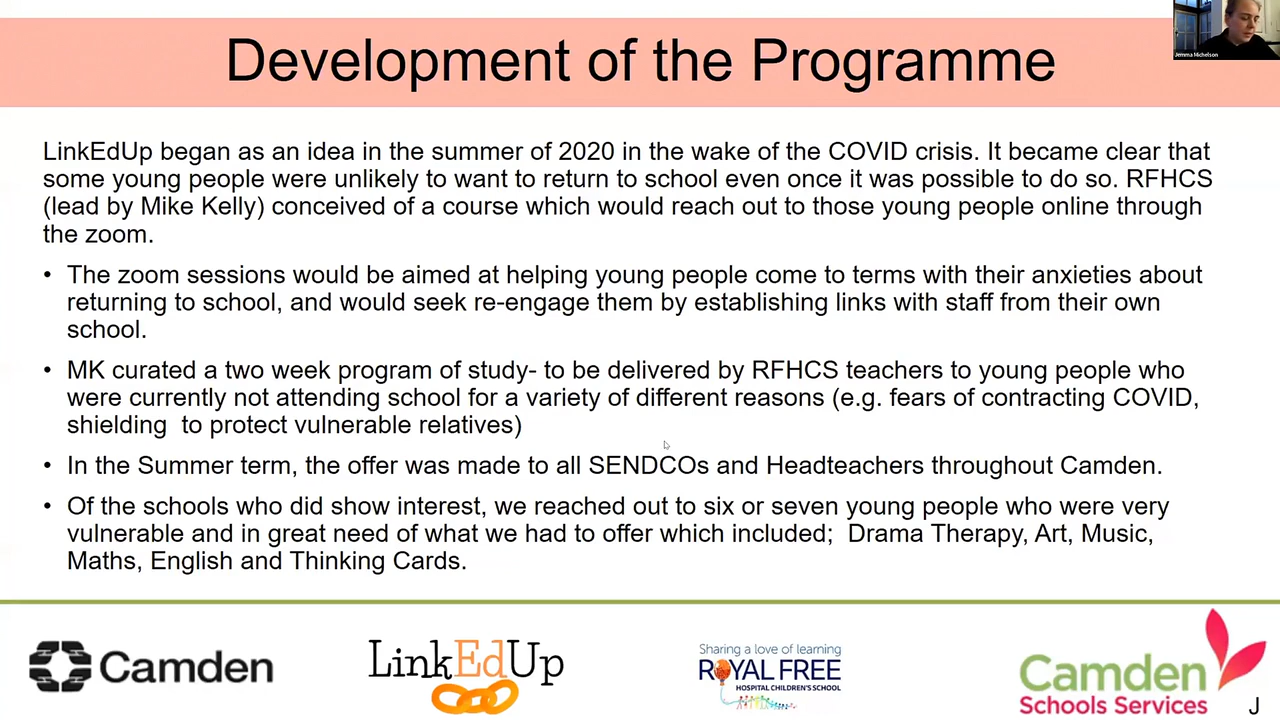 Development of the Programme
Jemma Michelson
LinkEdUp began as an idea in the summer of 2020 in the wake of the COVID crisis. It became clear that
some young people were unlikely to want to return to school even once it was possible to do so. RFHCS
(lead by Mike Kelly) conceived of a course which would reach out to those young people online through
the zoom.
• The zoom sessions would be aimed at helping young people come to terms with their anxieties about
returning to school, and would seek re-engage them by establishing links with staff from their own
school.
• MK curated a two week program of study- to be delivered by RFHCS teachers to young people who
were currently not attending school for a variety of different reasons (e.g. fears of contracting COVID,
shielding  to protect vulnerable relatives)
• In the Summer term, the offer was made to all SENDCOs and Headteachers throughout Camden.
• Of the schools who did show interest, we reached out to six or seven young people who were very
vulnerable and in great need of what we had to offer which included;  Drama Therapy, Art, Music,
Maths, English and Thinking Cards.
Camden
LinkEdUp
Sharing a love of learning
ROYAL FREE
HOSPITAL CHILDREN'S SCHOOL
Camden
Schools Services
J